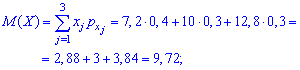 M(X) = \sum_{j=1}^{3} x_j p_{x_j} = 7,2·0,4 + 10·0,3 + 12,8·0,3 =
= 2,88 + 3 + 3,84 = 9,72;